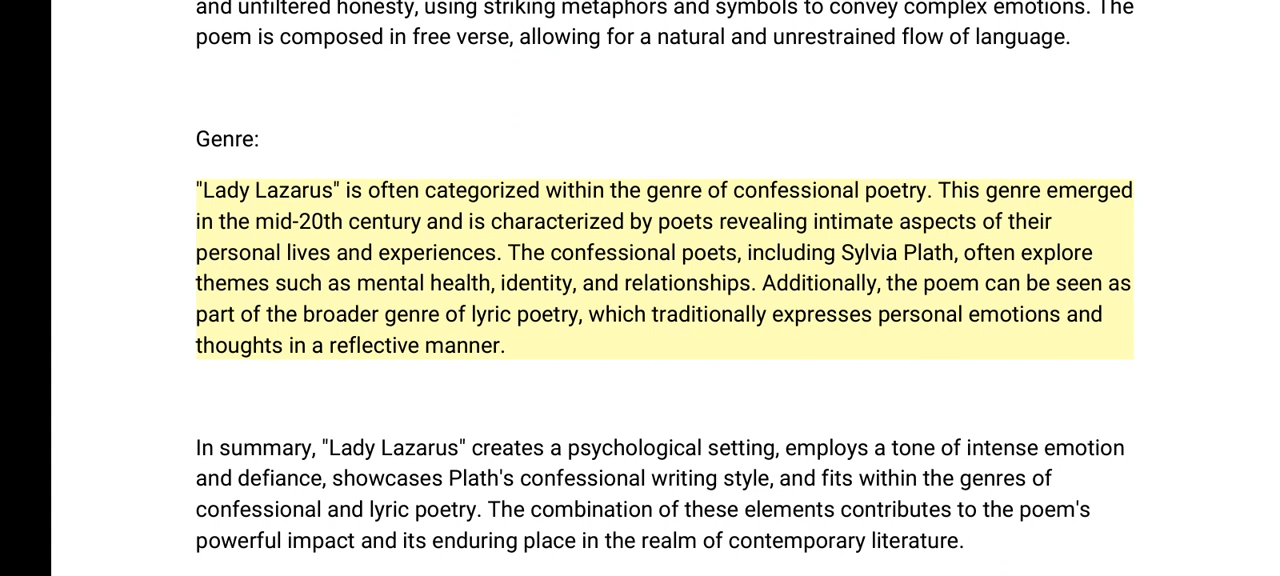 and unfiltered honesty, using striking metaphors and symbols to convey complex emotions. The
poem is composed in free verse, allowing for a natural and unrestrained flow of language.
Genre:
"Lady Lazarus" is often categorized within the genre of confessional poetry. This genre emerged
in the mid-20th century and is characterized by poets revealing intimate aspects of their
personal lives and experiences. The confessional poets, including Sylvia Plath, often explore
themes such as mental health, identity, and relationships. Additionally, the poem can be seen as
part of the broader genre of lyric poetry, which traditionally expresses personal emotions and
thoughts in a reflective manner.
In summary, "Lady Lazarus" creates a psychological setting, employs a tone of intense emotion
and defiance, showcases Plath's confessional writing style, and fits within the genres of
confessional and lyric poetry. The combination of these elements contributes to the poem's
powerful impact and its enduring place in the realm of contemporary literature.